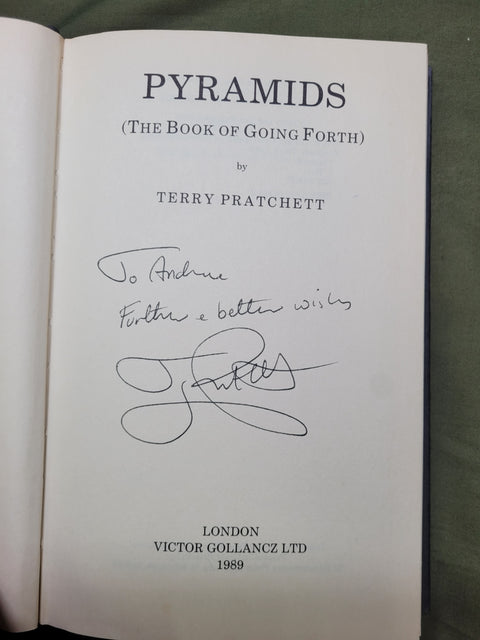 PYRAMIDS
(THE BOOK OF GOING FORTH)
by
TERRY PRATCHETT
To Andrew
Further & better wishes
LONDON
VICTOR GOLLANCZ LTD
1989